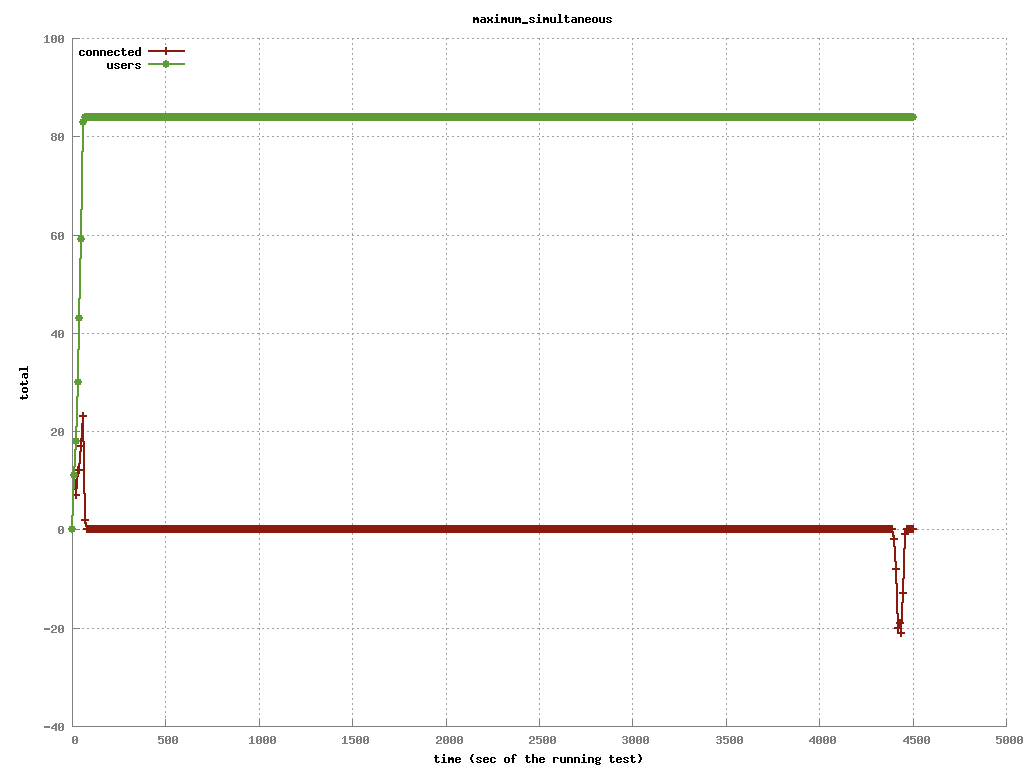 maximum_simultaneous
100
80
60
40
20
0
-20
-40
connected
users
total
0 500 1000 1500 2000 2500 3000 3500 4000 4500 5000
time (sec of the running test)